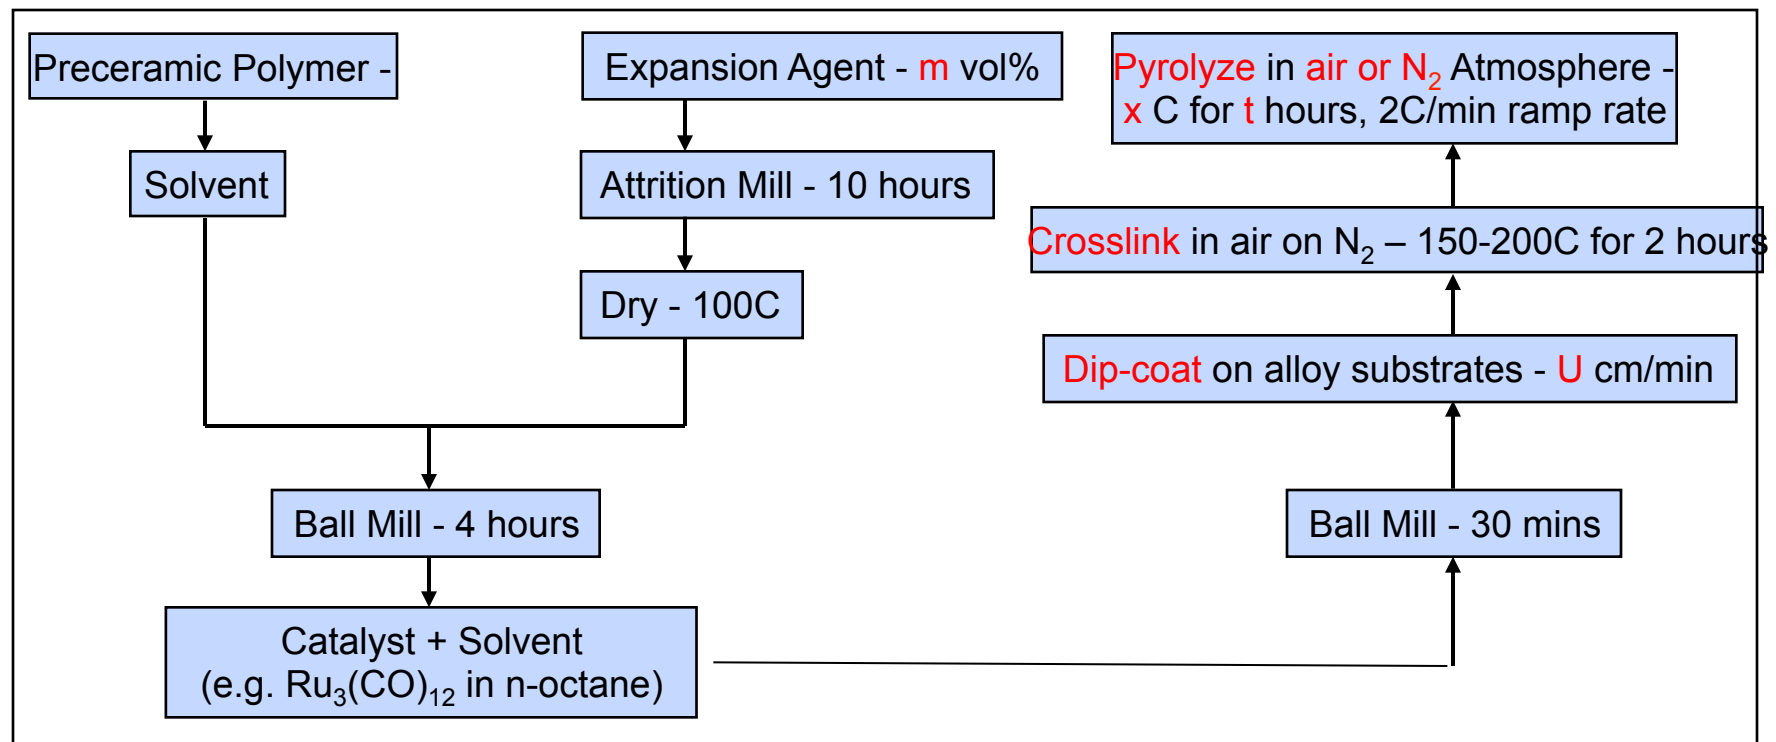 Preceramic Polymer -
Solvent
Expansion Agent - m vol%
Attrition Mill - 10 hours
Dry - 100C
Ball Mill - 4 hours
Catalyst + Solvent
(e.g. Ru₃(CO)₁₂ in n-octane)
Ball Mill - 30 mins
Dip-coat on alloy substrates - U cm/min
Crosslink in air on N₂ – 150-200C for 2 hours
Pyrolyze in air or N₂ Atmosphere -
x C for t hours, 2C/min ramp rate